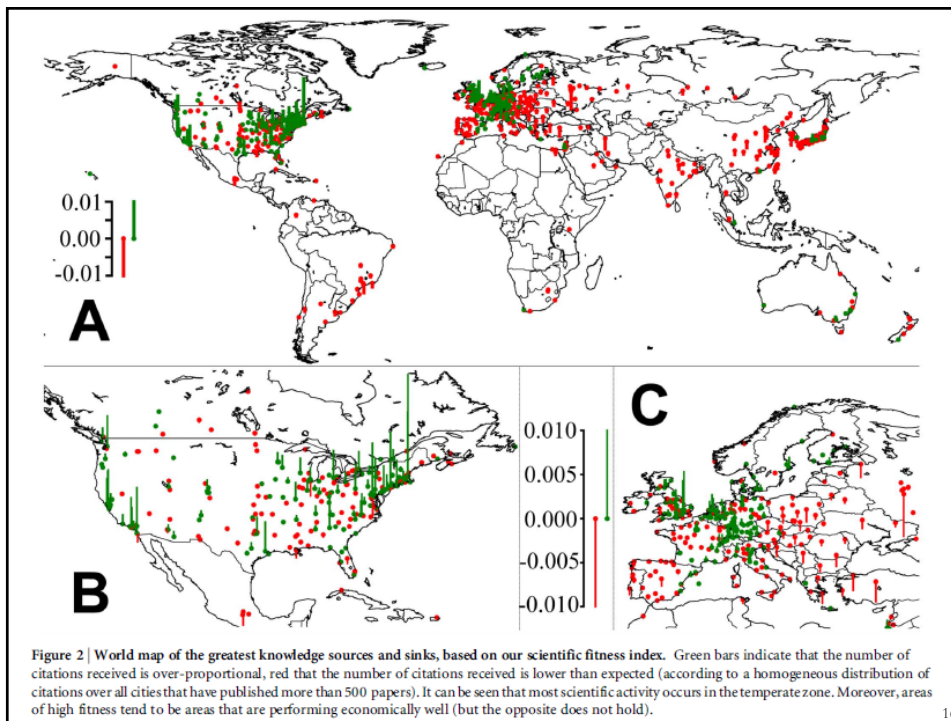 0.01
0.00
-0.01
A
B
0.010
0.005
0.000
-0.005
-0.010
C
Figure 2 | World map of the greatest knowledge sources and sinks, based on our scientific fitness index. Green bars indicate that the number of
citations received is over-proportional, red that the number of citations received is lower than expected (according to a homogeneous distribution of
citations over all cities that have published more than 500 papers). It can be seen that most scientific activity occurs in the temperate zone. Moreover, areas
of high fitness tend to be areas that are performing economically well (but the opposite does not hold).